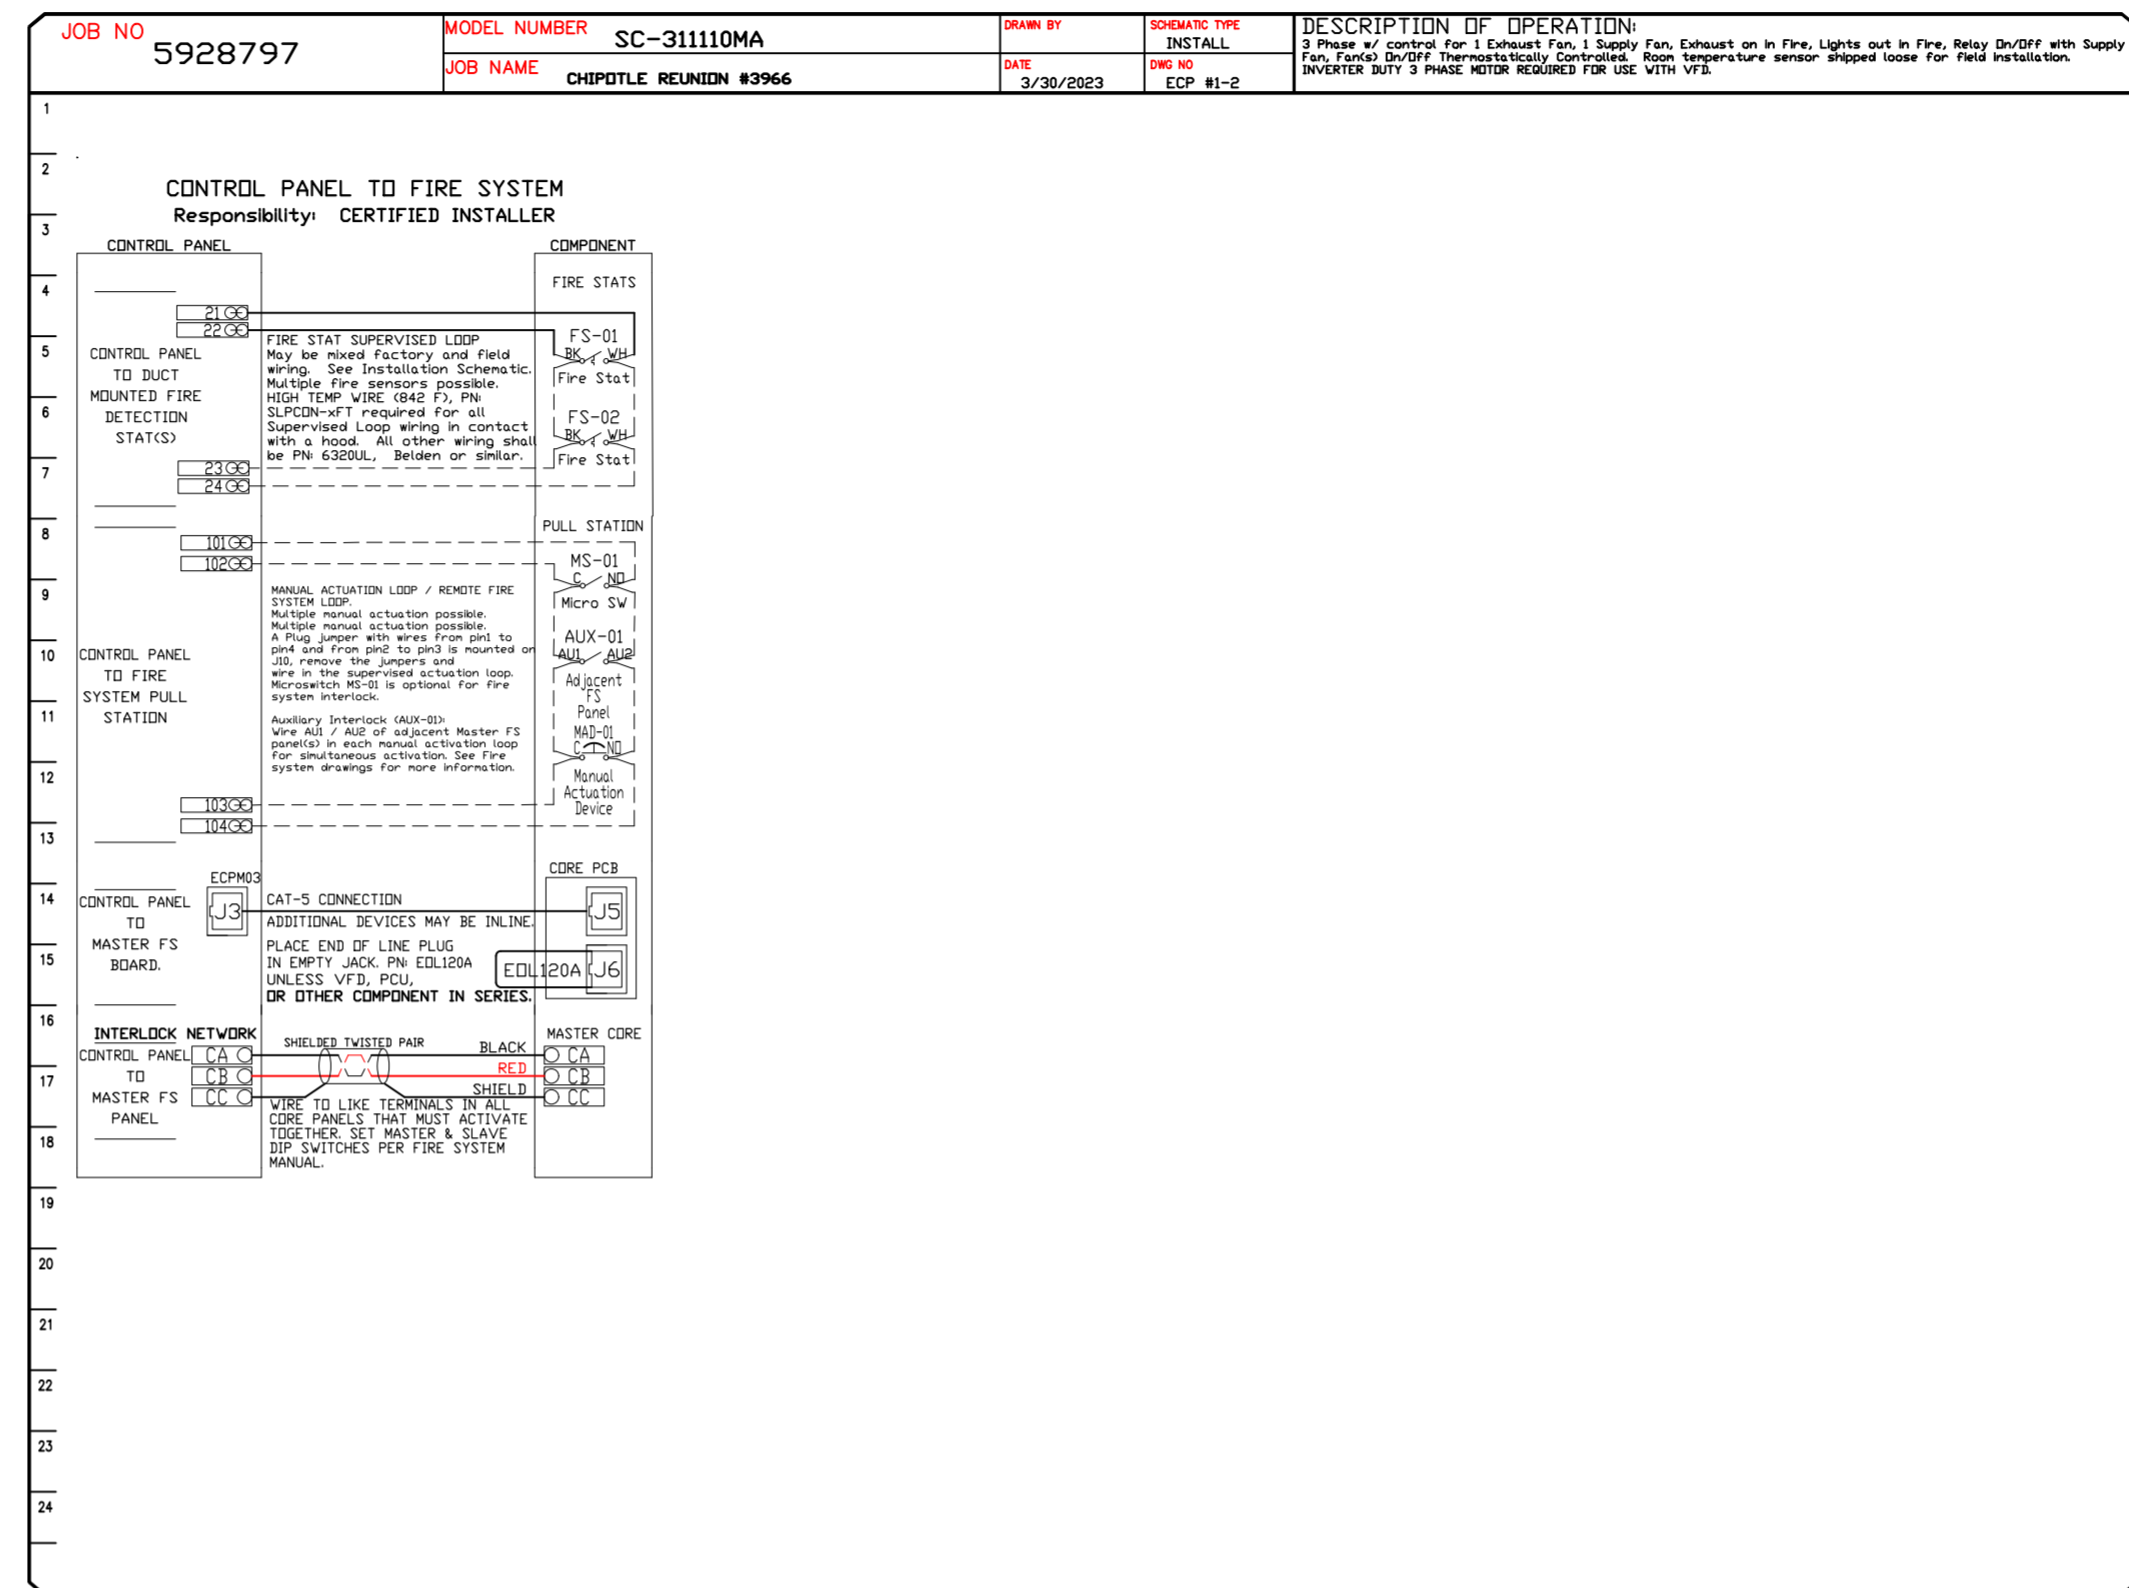 JOB NO
5928797
MODEL NUMBER
SC-311110MA
JOB NAME
CHIPOTLE REUNION #3966
DRAWN BY
DATE
3/30/2023
SCHEMATIC TYPE
INSTALL
DWG NO
ECP #1-2
DESCRIPTION OF OPERATION:
3 Phase w/ control for 1 Exhaust Fan, 1 Supply Fan, Exhaust on in Fire, Lights out in Fire, Relay On/Off with Supply
Fan, Fan(s) On/Off Thermostatically Controlled. Room temperature sensor shipped loose for field installation.
INVERTER DUTY 3 PHASE MOTOR REQUIRED FOR USE WITH VFD.
1
2
3
4
5
6
7
8
9
10
11
12
13
14
15
16
17
18
19
20
21
22
23
24
CONTROL PANEL TO FIRE SYSTEM
Responsibility: CERTIFIED INSTALLER
CONTROL PANEL
COMPONENT
FIRE STATS
21
22
CONTROL PANEL
TO DUCT
MOUNTED FIRE
DETECTION
STAT(S)
FIRE STAT SUPERVISED LOOP
May be mixed factory and field
wiring. See Installation Schematic.
Multiple fire sensors possible.
HIGH TEMP WIRE (842 F), PN:
SLPCON-xFT required for all
Supervised Loop wiring in contact
with a hood. All other wiring shall
be PN: 6320UL, Belden or similar.
FS-01
BK WH
Fire Stat
FS-02
BK WH
Fire Stat
23
24
PULL STATION
101
102
MS-01
C NO
Micro SW
MANUAL ACTUATION LOOP / REMOTE FIRE
SYSTEM LOOP.
Multiple manual actuation possible.
Multiple manual actuation possible.
A Plug jumper with wires from pin1 to
pin4 and from pin2 to pin3 is mounted on
J10, remove the jumpers and
wire in the supervised actuation loop.
Microswitch MS-01 is optional for fire
system interlock.
Auxiliary Interlock (AUX-01):
Wire AU1 / AU2 of adjacent Master FS
panel(s) in each manual activation loop
for simultaneous activation. See Fire
system drawings for more information.
CONTROL PANEL
TO FIRE
SYSTEM PULL
STATION
AUX-01
AU1 AU2
Adjacent
FS
Panel
MAD-01
C NO
Manual
Actuation
Device
103
104
ECPM03
CORE PCB
CONTROL PANEL
TO
MASTER FS
BOARD.
J3
CAT-5 CONNECTION
ADDITIONAL DEVICES MAY BE INLINE.
J5
PLACE END OF LINE PLUG
IN EMPTY JACK. PN: EOL120A
UNLESS VFD, PCU,
OR OTHER COMPONENT IN SERIES.
EOL120A J6
INTERLOCK NETWORK
CONTROL PANEL
TO
MASTER FS
PANEL
CA
CB
CC
SHIELDED TWISTED PAIR
BLACK
RED
SHIELD
MASTER CORE
CA
CB
CC
WIRE TO LIKE TERMINALS IN ALL
CORE PANELS THAT MUST ACTIVATE
TOGETHER. SET MASTER & SLAVE
DIP SWITCHES PER FIRE SYSTEM
MANUAL.